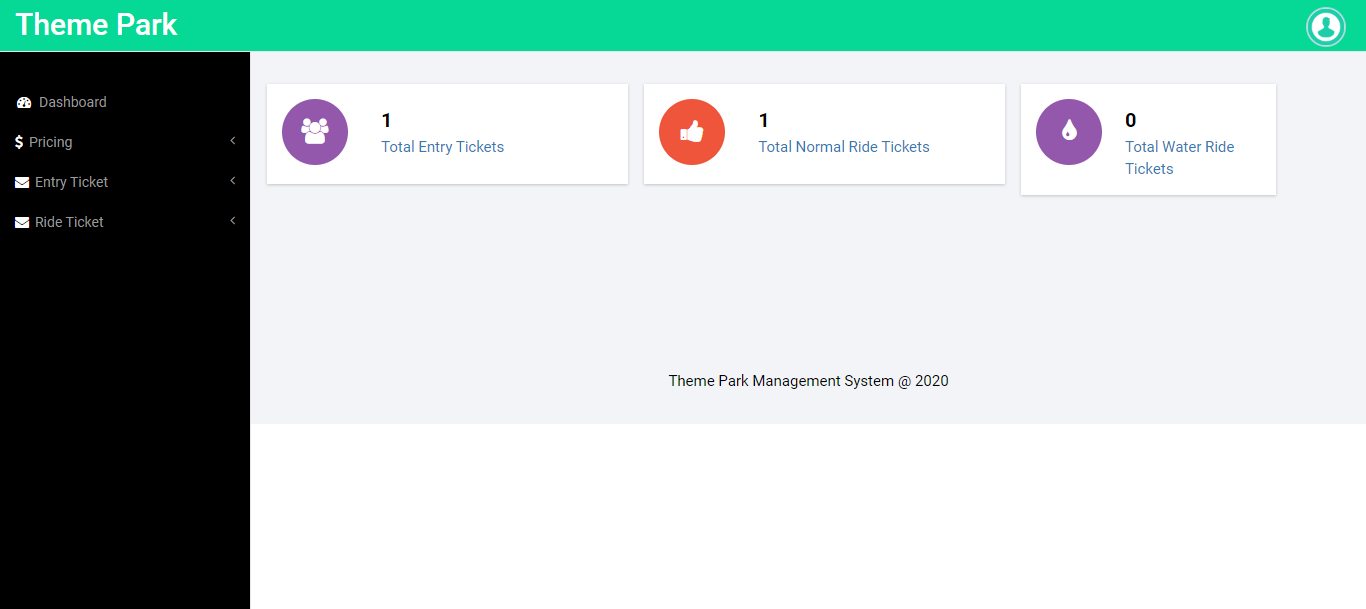 Theme Park
Dashboard
Pricing
Entry Ticket
Ride Ticket
1
Total Entry Tickets
1
Total Normal Ride Tickets
0
Total Water Ride
Tickets
Theme Park Management System @ 2020